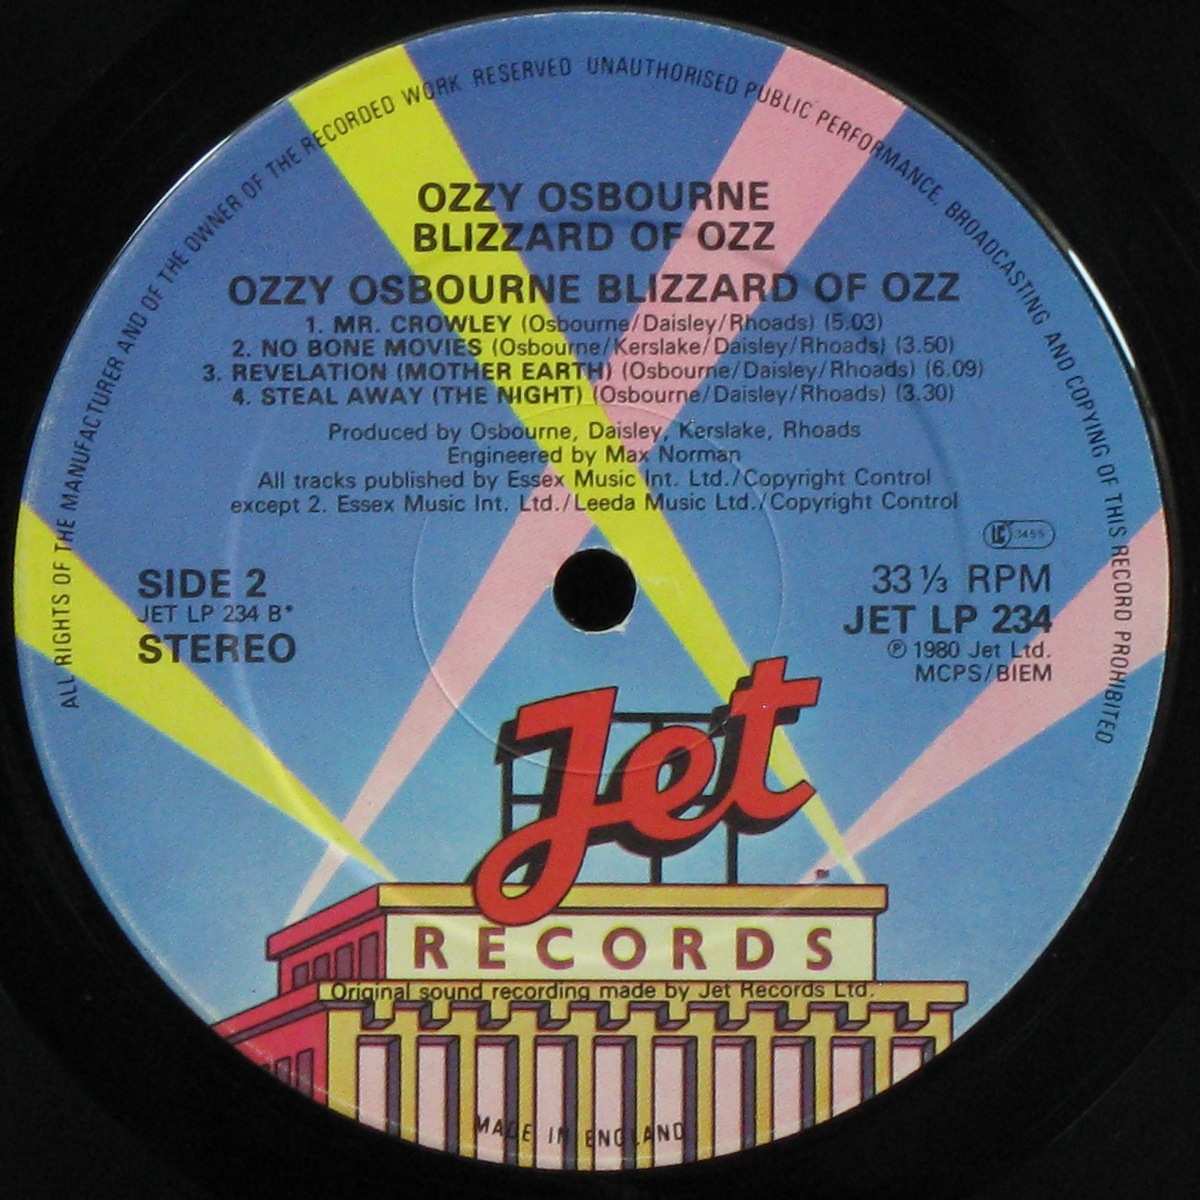 ALL RIGHTS OF THE MANUFACTURER AND OF THE OWNER OF THE RECORDED WORK RESERVED UNAUTHORISED PUBLIC PERFORMANCE, BROADCASTING AND COPYING OF THIS RECORD PROHIBITED
OZZY OSBOURNE
BLIZZARD OF OZZ
OZZY OSBOURNE BLIZZARD OF OZZ
1. MR. CROWLEY (Osbourne/Daisley/Rhoads) (5.03)
2. NO BONE MOVIES (Osbourne/Kerslake/Daisley/Rhoads) (3.50)
3. REVELATION (MOTHER EARTH) (Osbourne/Daisley/Rhoads) (6.09)
4. STEAL AWAY (THE NIGHT) (Osbourne/Daisley/Rhoads) (3.30)
Produced by Osbourne, Daisley, Kerslake, Rhoads
Engineered by Max Norman
All tracks published by Essex Music Int. Ltd./Copyright Control
except 2. Essex Music Int. Ltd./Leeda Music Ltd./Copyright Control
LC 3455
SIDE 2
JET LP 234 B*
STEREO
33 ⅓ RPM
JET LP 234
℗ 1980 Jet Ltd.
MCPS/BIEM
Jet
TM
RECORDS
Original sound recording made by Jet Records Ltd.
MADE IN ENGLAND